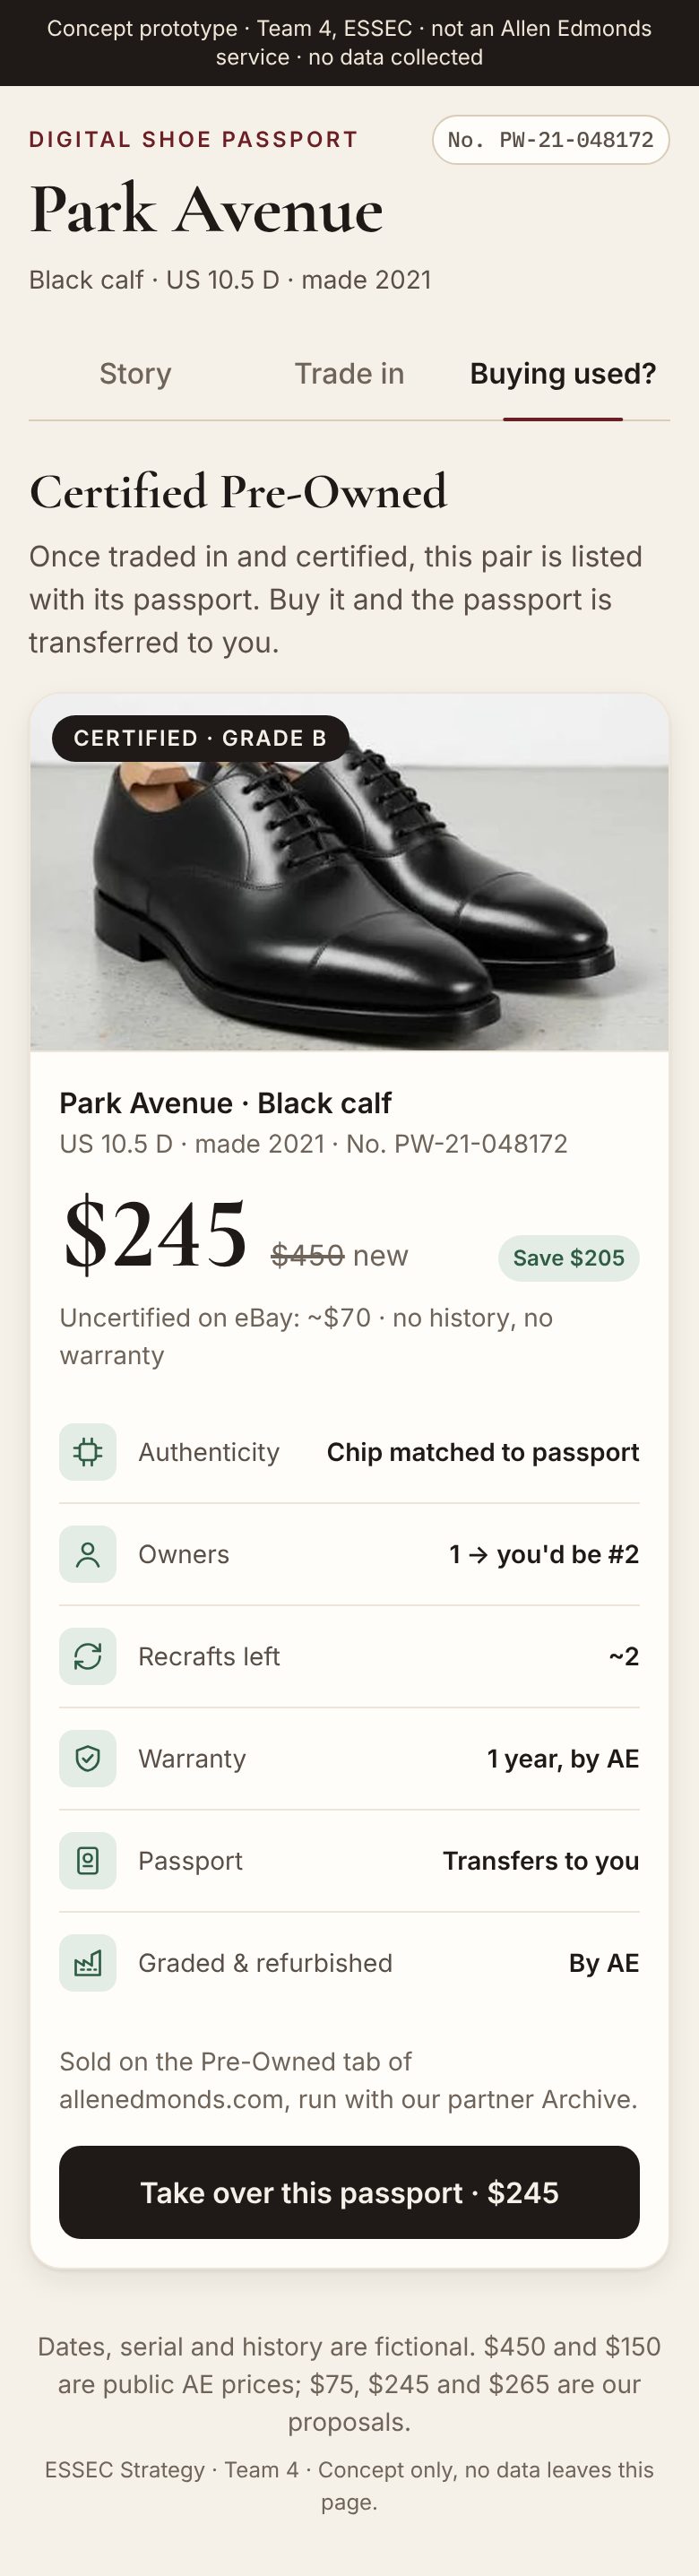 Concept prototype · Team 4, ESSEC · not an Allen Edmonds
service · no data collected
DIGITAL SHOE PASSPORT
No. PW-21-048172
Park Avenue
Black calf · US 10.5 D · made 2021
Story
Trade in
Buying used?
Certified Pre-Owned
Once traded in and certified, this pair is listed
with its passport. Buy it and the passport is
transferred to you.
CERTIFIED · GRADE B
Park Avenue · Black calf
US 10.5 D · made 2021 · No. PW-21-048172
$245 $450 new
Save $205
Uncertified on eBay: ~$70 · no history, no
warranty
Authenticity Chip matched to passport
Owners 1 → you'd be #2
Recrafts left ~2
Warranty 1 year, by AE
Passport Transfers to you
Graded & refurbished By AE
Sold on the Pre-Owned tab of
allenedmonds.com, run with our partner Archive.
Take over this passport · $245
Dates, serial and history are fictional. $450 and $150
are public AE prices; $75, $245 and $265 are our
proposals.
ESSEC Strategy · Team 4 · Concept only, no data leaves this
page.